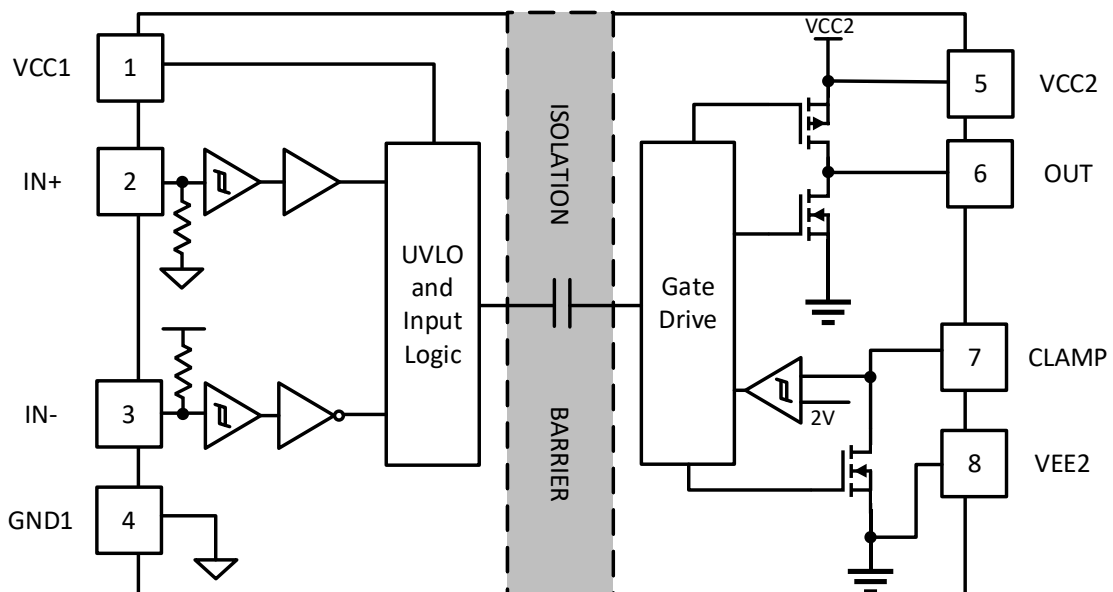 VCC1
1
IN+
2
IN-
3
GND1
4
UVLO
and
Input
Logic
ISOLATION
BARRIER
Gate
Drive
VCC2
2V
5
VCC2
6
OUT
7
CLAMP
8
VEE2